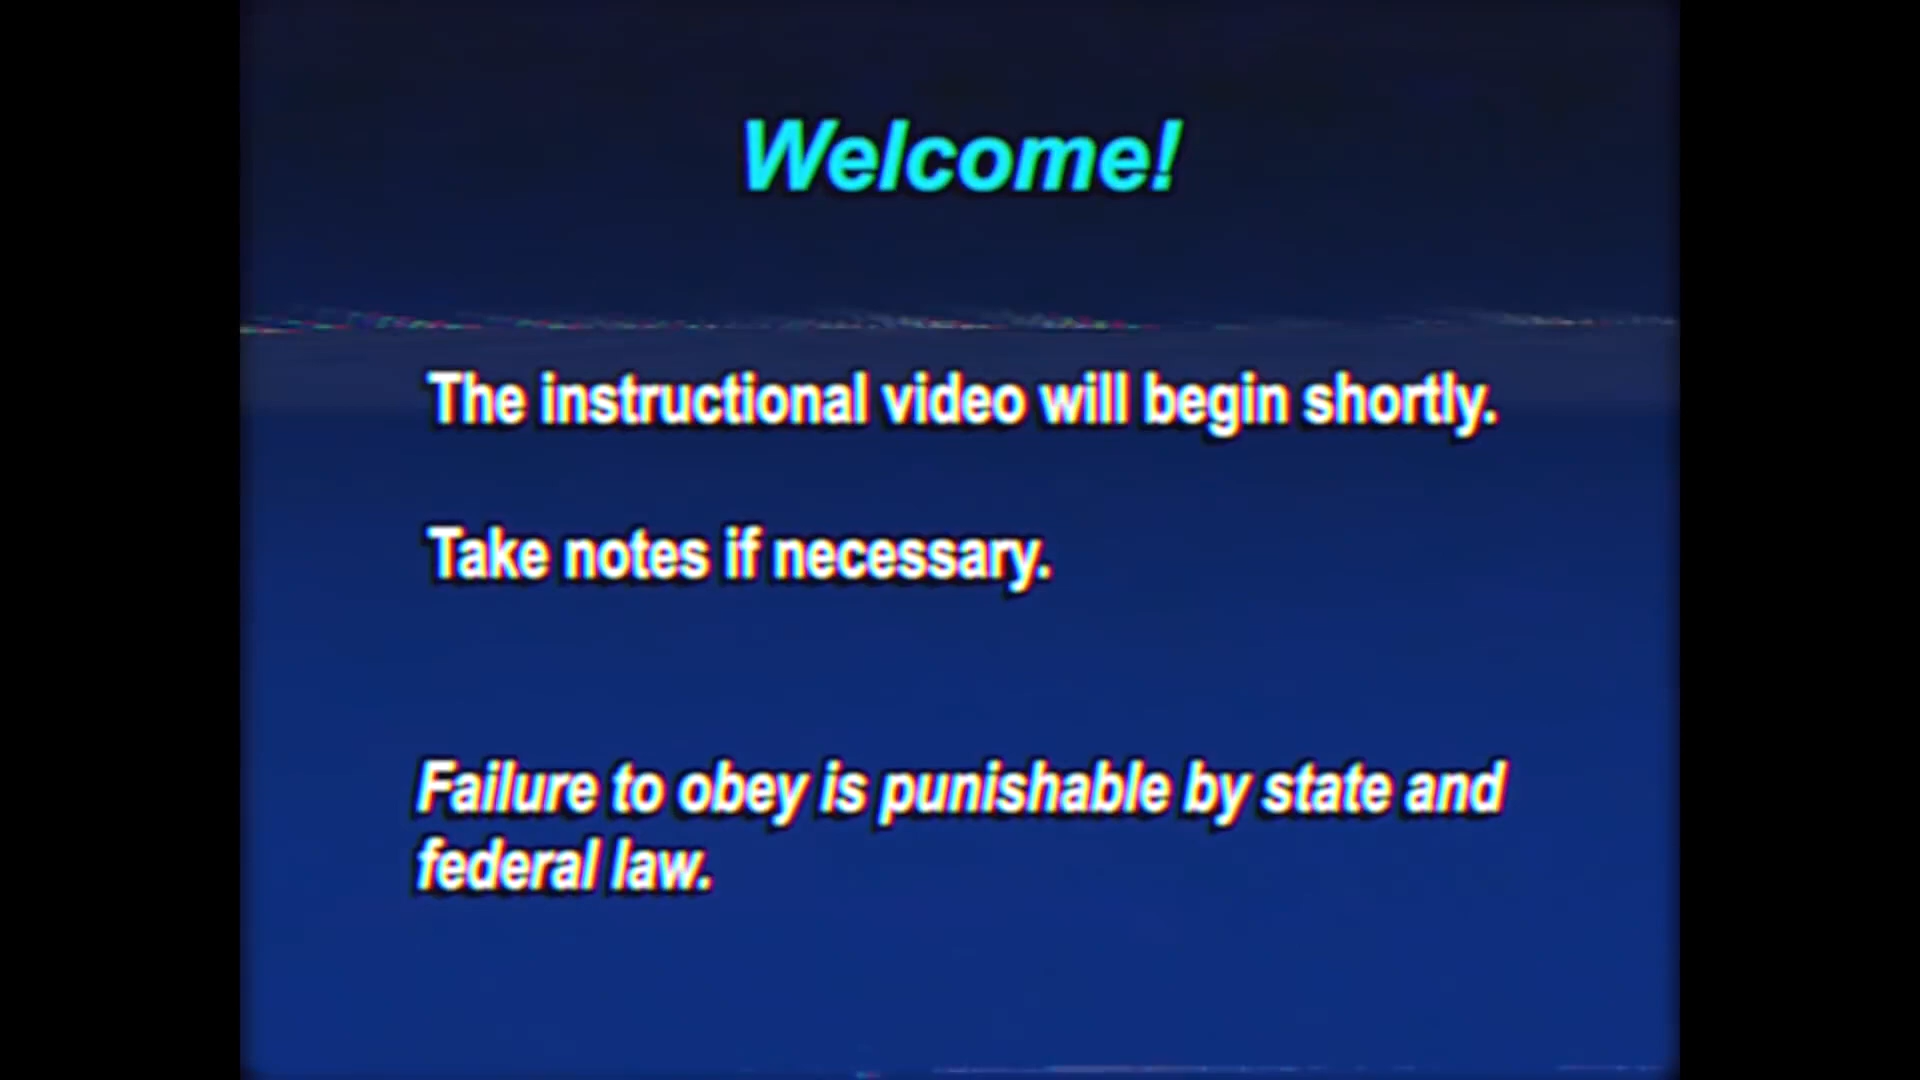 Welcome!
The instructional video will begin shortly.
Take notes if necessary.
Failure to obey is punishable by state and
federal law.